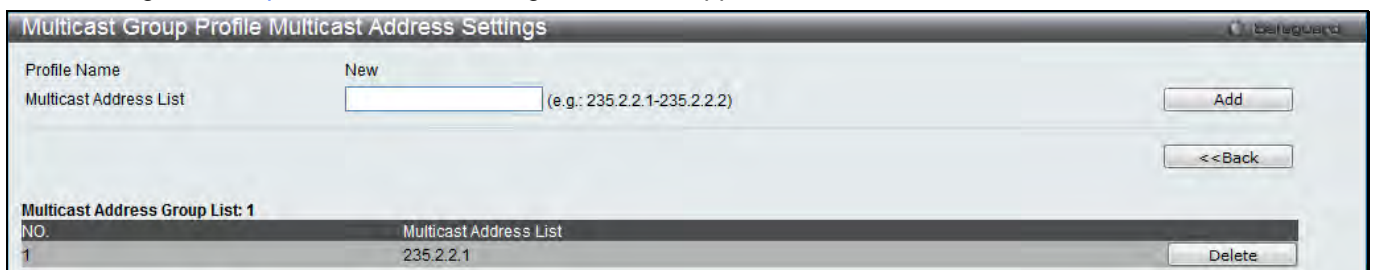 Multicast Group Profile Multicast Address Settings
Safeguard
Profile Name New
Multicast Address List (e.g.: 235.2.2.1-235.2.2.2) Add
<<Back
Multicast Address Group List: 1
NO. Multicast Address List
1 235.2.2.1 Delete